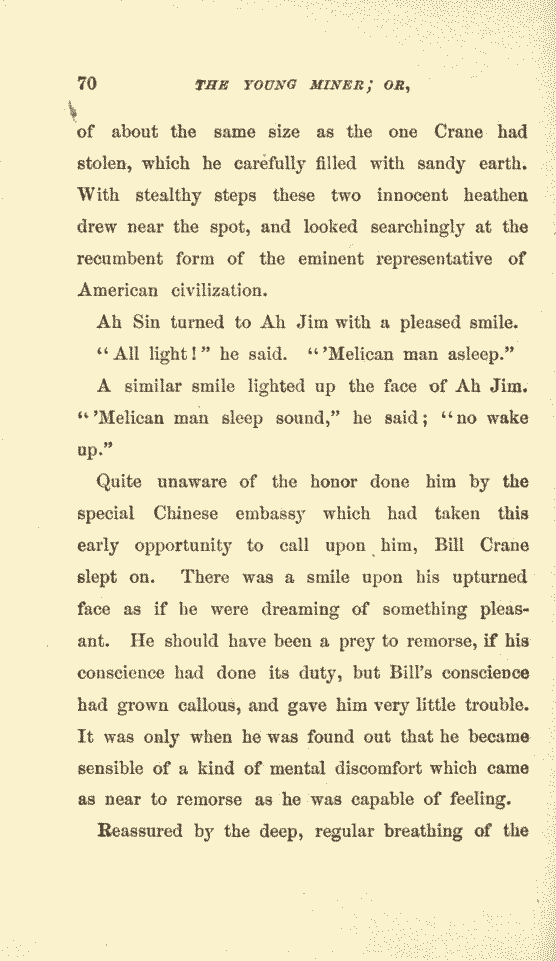 70 THE YOUNG MINER; OR,
of about the same size as the one Crane had
stolen, which he carefully filled with sandy earth.
With stealthy steps these two innocent heathen
drew near the spot, and looked searchingly at the
recumbent form of the eminent representative of
American civilization.
Ah Sin turned to Ah Jim with a pleased smile.
“All light!” he said. “’Melican man asleep.”
A similar smile lighted up the face of Ah Jim.
“’Melican man sleep sound,” he said; “no wake
up.”
Quite unaware of the honor done him by the
special Chinese embassy which had taken this
early opportunity to call upon him, Bill Crane
slept on. There was a smile upon his upturned
face as if he were dreaming of something pleas-
ant. He should have been a prey to remorse, if his
conscience had done its duty, but Bill’s conscience
had grown callous, and gave him very little trouble.
It was only when he was found out that he became
sensible of a kind of mental discomfort which came
as near to remorse as he was capable of feeling.
Reassured by the deep, regular breathing of the